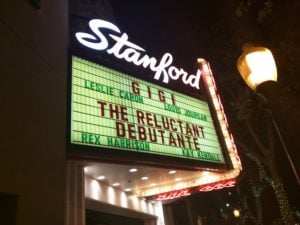 Stanford
GIGI
LESLIE CARON LOUIS JOURDAN
THE RELUCTANT
DEBUTANTE
REX HARRISON KAY KENDALL